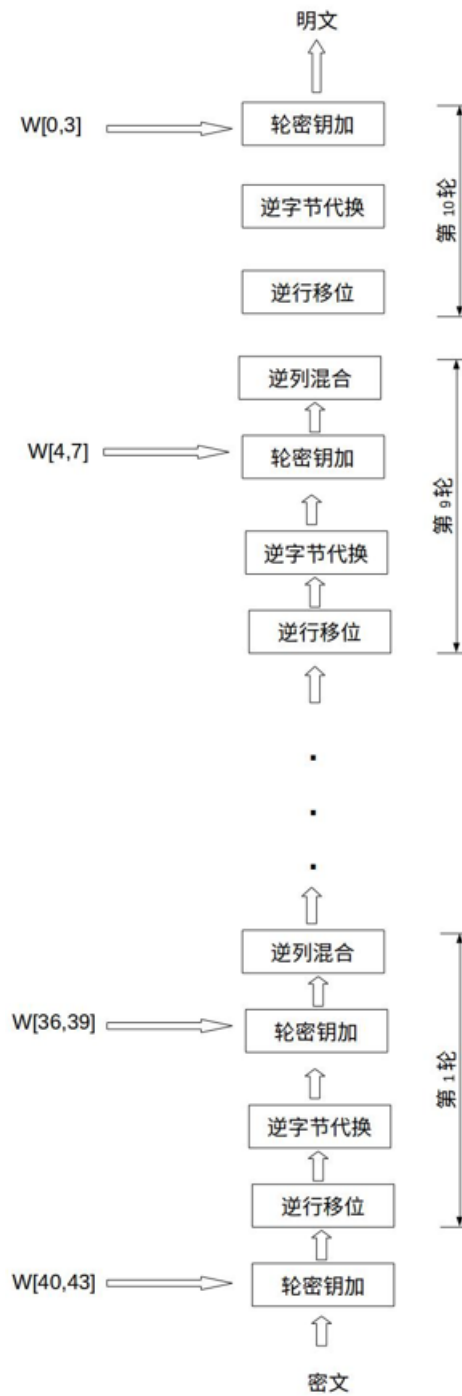 明文
W[0,3]
轮密钥加
逆字节代换
第 10 轮
逆行移位
逆列混合
W[4,7]
轮密钥加
第 9 轮
逆字节代换
逆行移位
逆列混合
W[36,39]
轮密钥加
第 1 轮
逆字节代换
逆行移位
W[40,43]
轮密钥加
密文